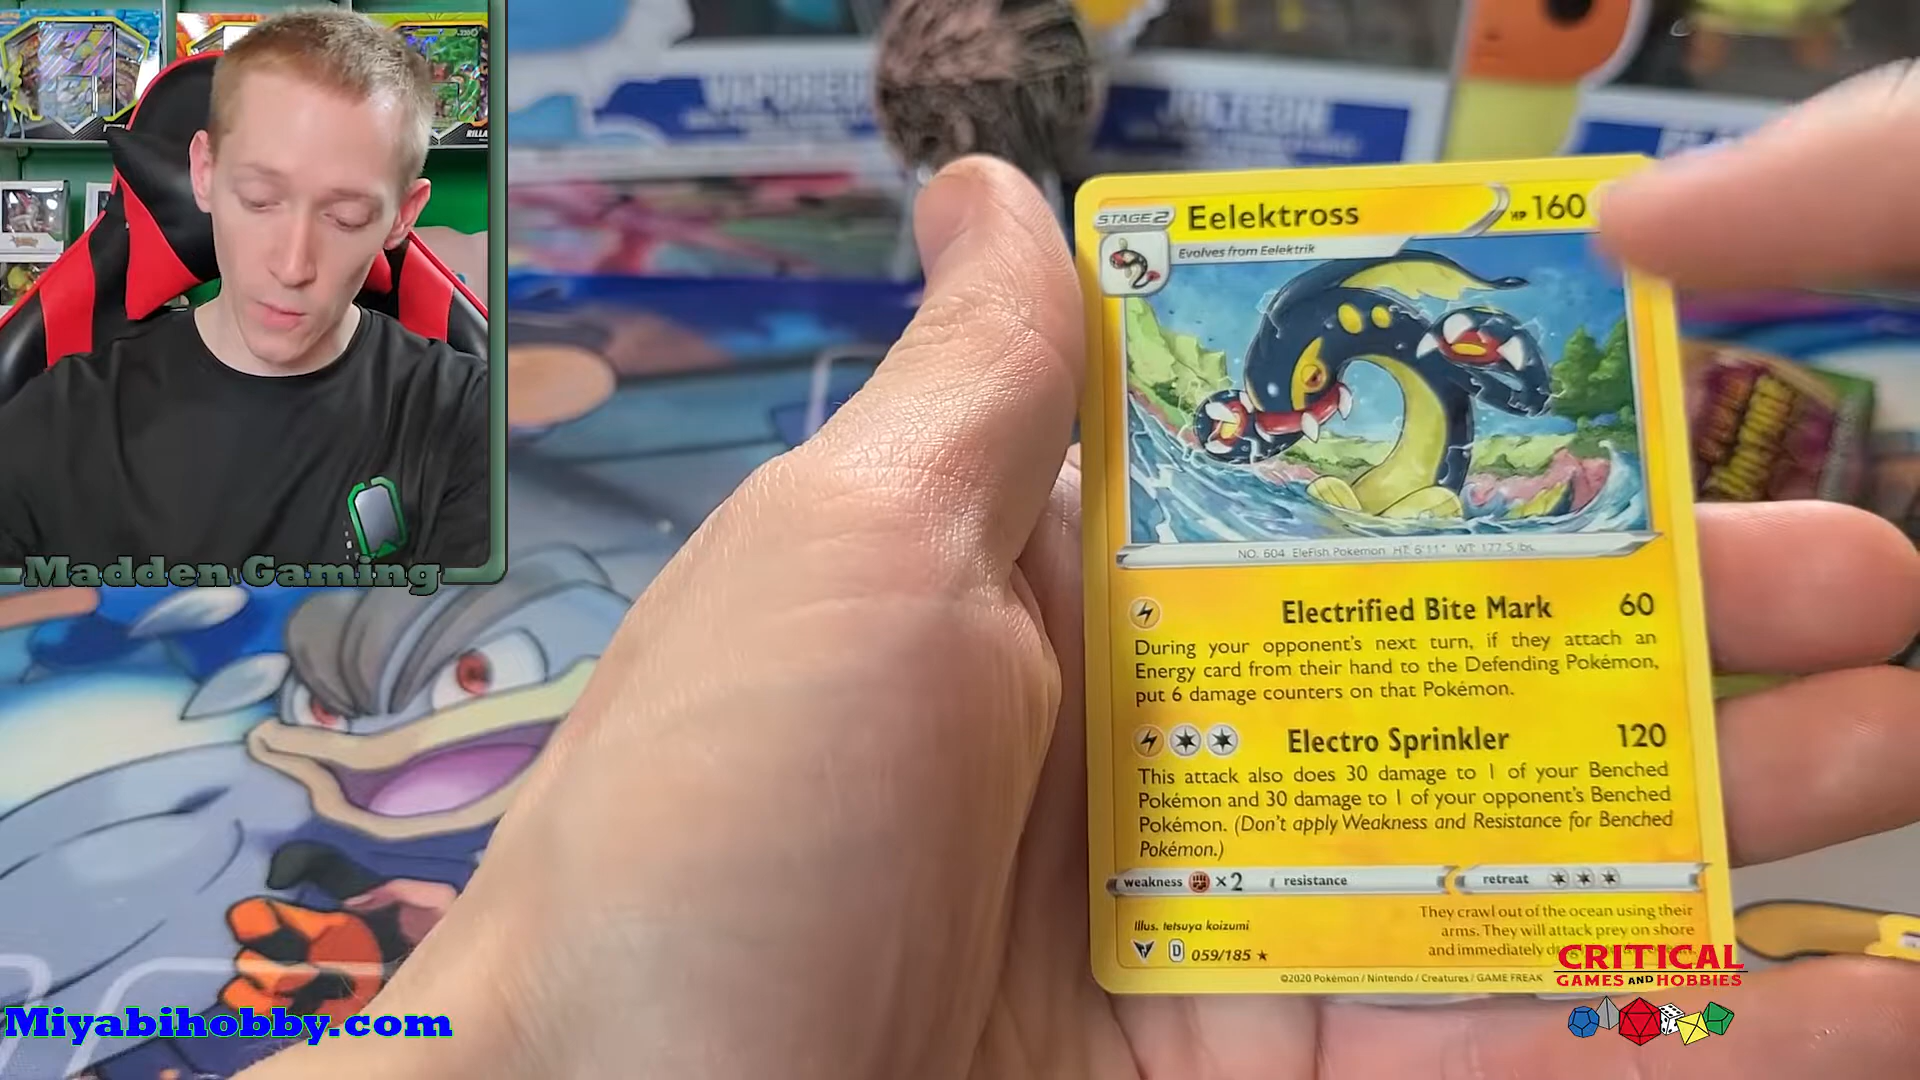 VAPOREON
JOLTEON
RILLA
STAGE 2
Eelektross
HP 160
Evolves from Eelektrik
NO. 604 EleFish Pokémon HT: 6'11" WT: 177.5 lbs.
Electrified Bite Mark 60
During your opponent's next turn, if they attach an
Energy card from their hand to the Defending Pokémon,
put 6 damage counters on that Pokémon.
Electro Sprinkler 120
This attack also does 30 damage to 1 of your Benched
Pokémon and 30 damage to 1 of your opponent's Benched
Pokémon. (Don't apply Weakness and Resistance for Benched
Pokémon.)
weakness ×2 resistance retreat
Illus. tetsuya koizumi
D 059/185 ★
They crawl out of the ocean using their
arms. They will attack prey on shore
and immediately
©2020 Pokémon / Nintendo / Creatures / GAME FREAK
Madden Gaming
Miyabihobby.com
CRITICAL
GAMES AND HOBBIES